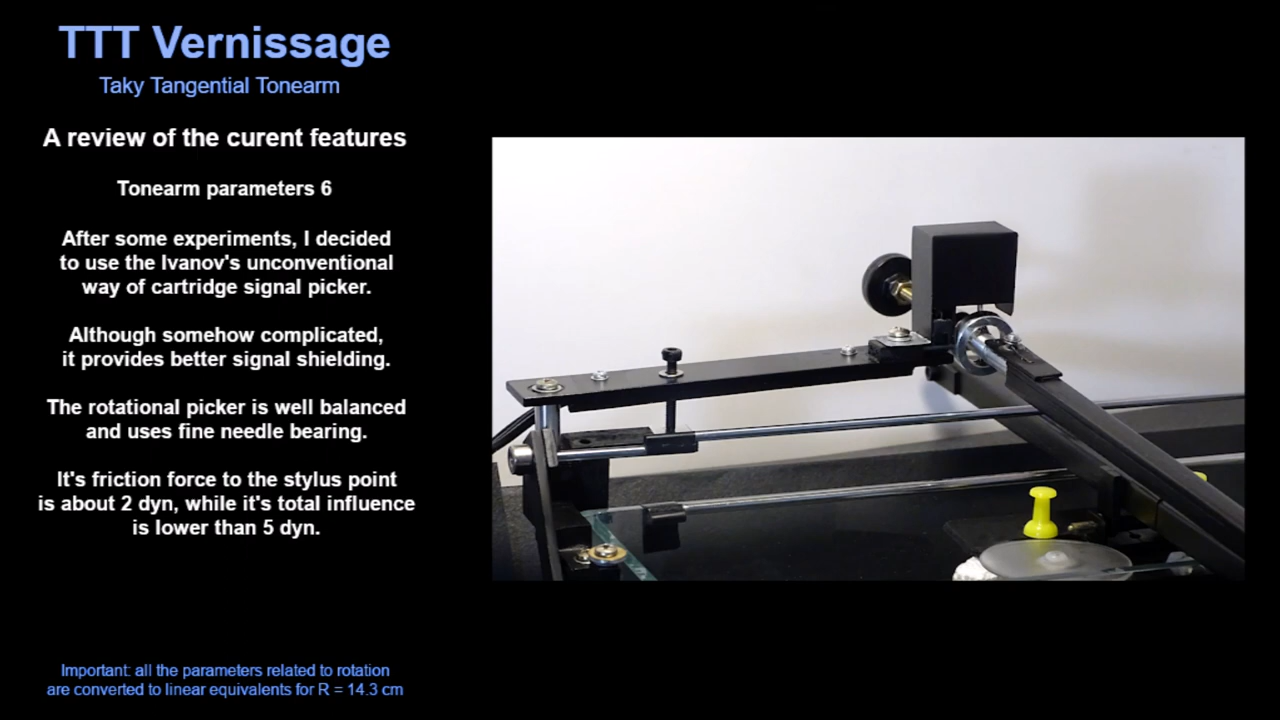 TTT Vernissage
Taky Tangential Tonearm
A review of the curent features
Tonearm parameters 6
After some experiments, I decided
to use the Ivanov's unconventional
way of cartridge signal picker.
Although somehow complicated,
it provides better signal shielding.
The rotational picker is well balanced
and uses fine needle bearing.
It's friction force to the stylus point
is about 2 dyn, while it's total influence
is lower than 5 dyn.
Important: all the parameters related to rotation
are converted to linear equivalents for R = 14.3 cm